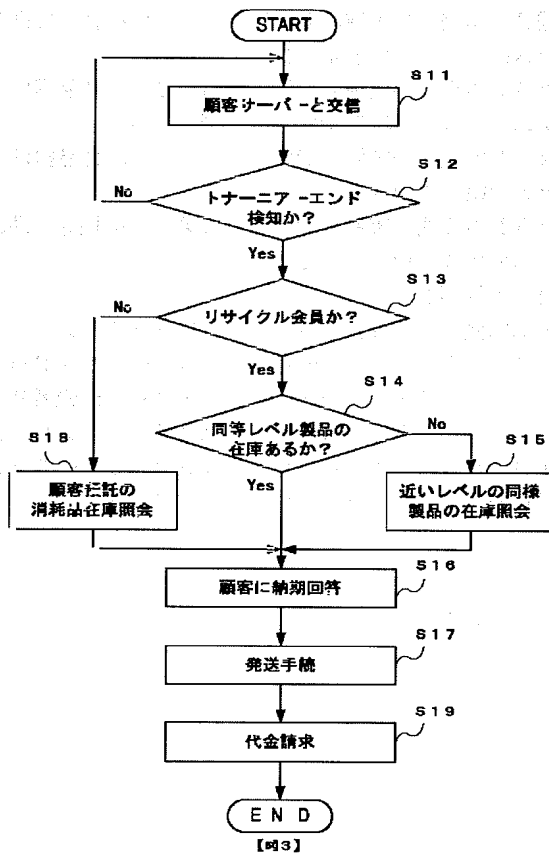 START
S11
顧客サーバーと交信
S12
No
トナーニアーエンド
検知か？
Yes
S13
No
リサイクル会員か？
Yes
S14
同等レベル製品の
在庫あるか？
No
S18
S15
Yes
顧客
の
消耗品在庫照会
近いレベルの同様
製品の在庫照会
S16
顧客に納期回答
S17
発送手続
S19
代金請求
END
【図3】